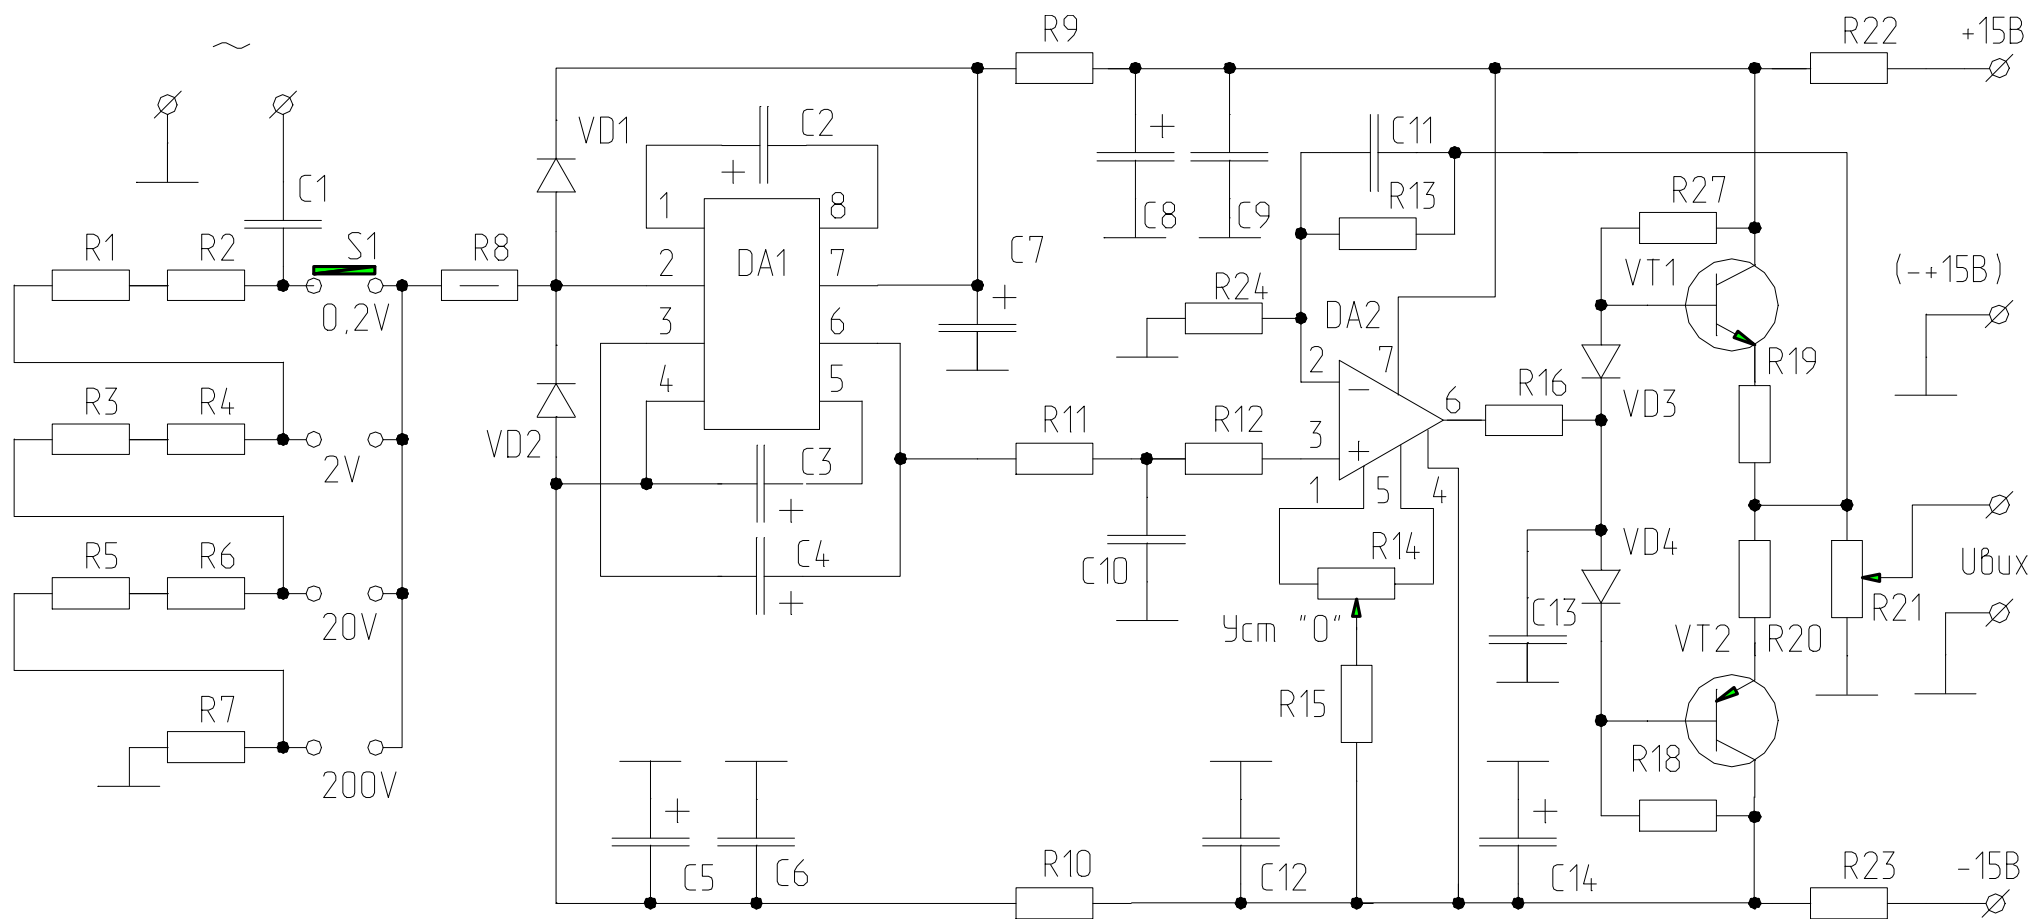 R9
R22
+15В
~
VD1
C2
+
C11
+
C1
1
8
R13
C8
C9
R27
R1
R2
S1
R8
2
DA1
7
C7
VT1
(-+15В)
0,2V
+
R24
3
6
DA2
R3
R4
4
5
2
7
R19
−
R16
VD3
VD2
R11
R12
6
2V
C3
3
+
+
1
5
4
R5
R6
C4
C10
R14
VD4
Uвих
+
20V
Уст "0"
C13
R21
VT2
R20
R7
R15
R18
200V
+
+
C5
C6
R10
C12
C14
R23
-15В